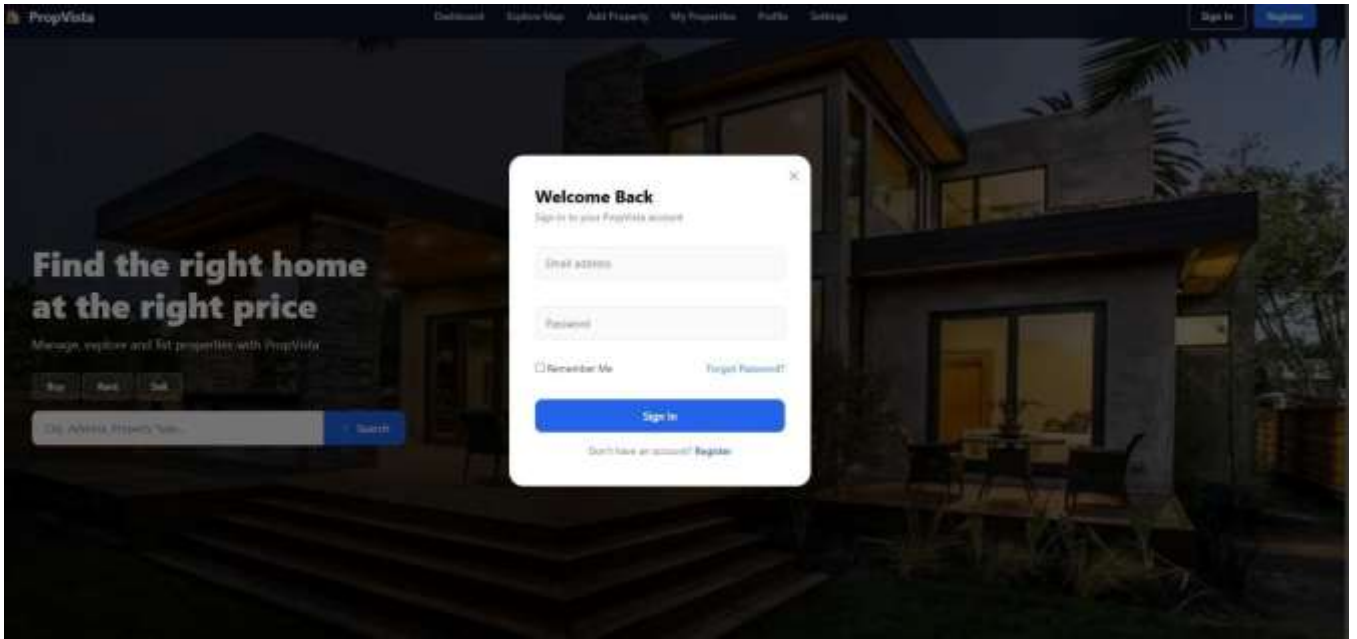 PropVista
Dashboard Explore Map Add Property My Properties Profile Settings
Sign In Register
Find the right home
at the right price
Manage, explore and list properties with PropVista
Buy Rent Sell
City, Address, Property Type...
Search
Welcome Back
Sign in to your PropVista account
Email address
Password
Remember Me
Forgot Password?
Sign In
Don't have an account? Register